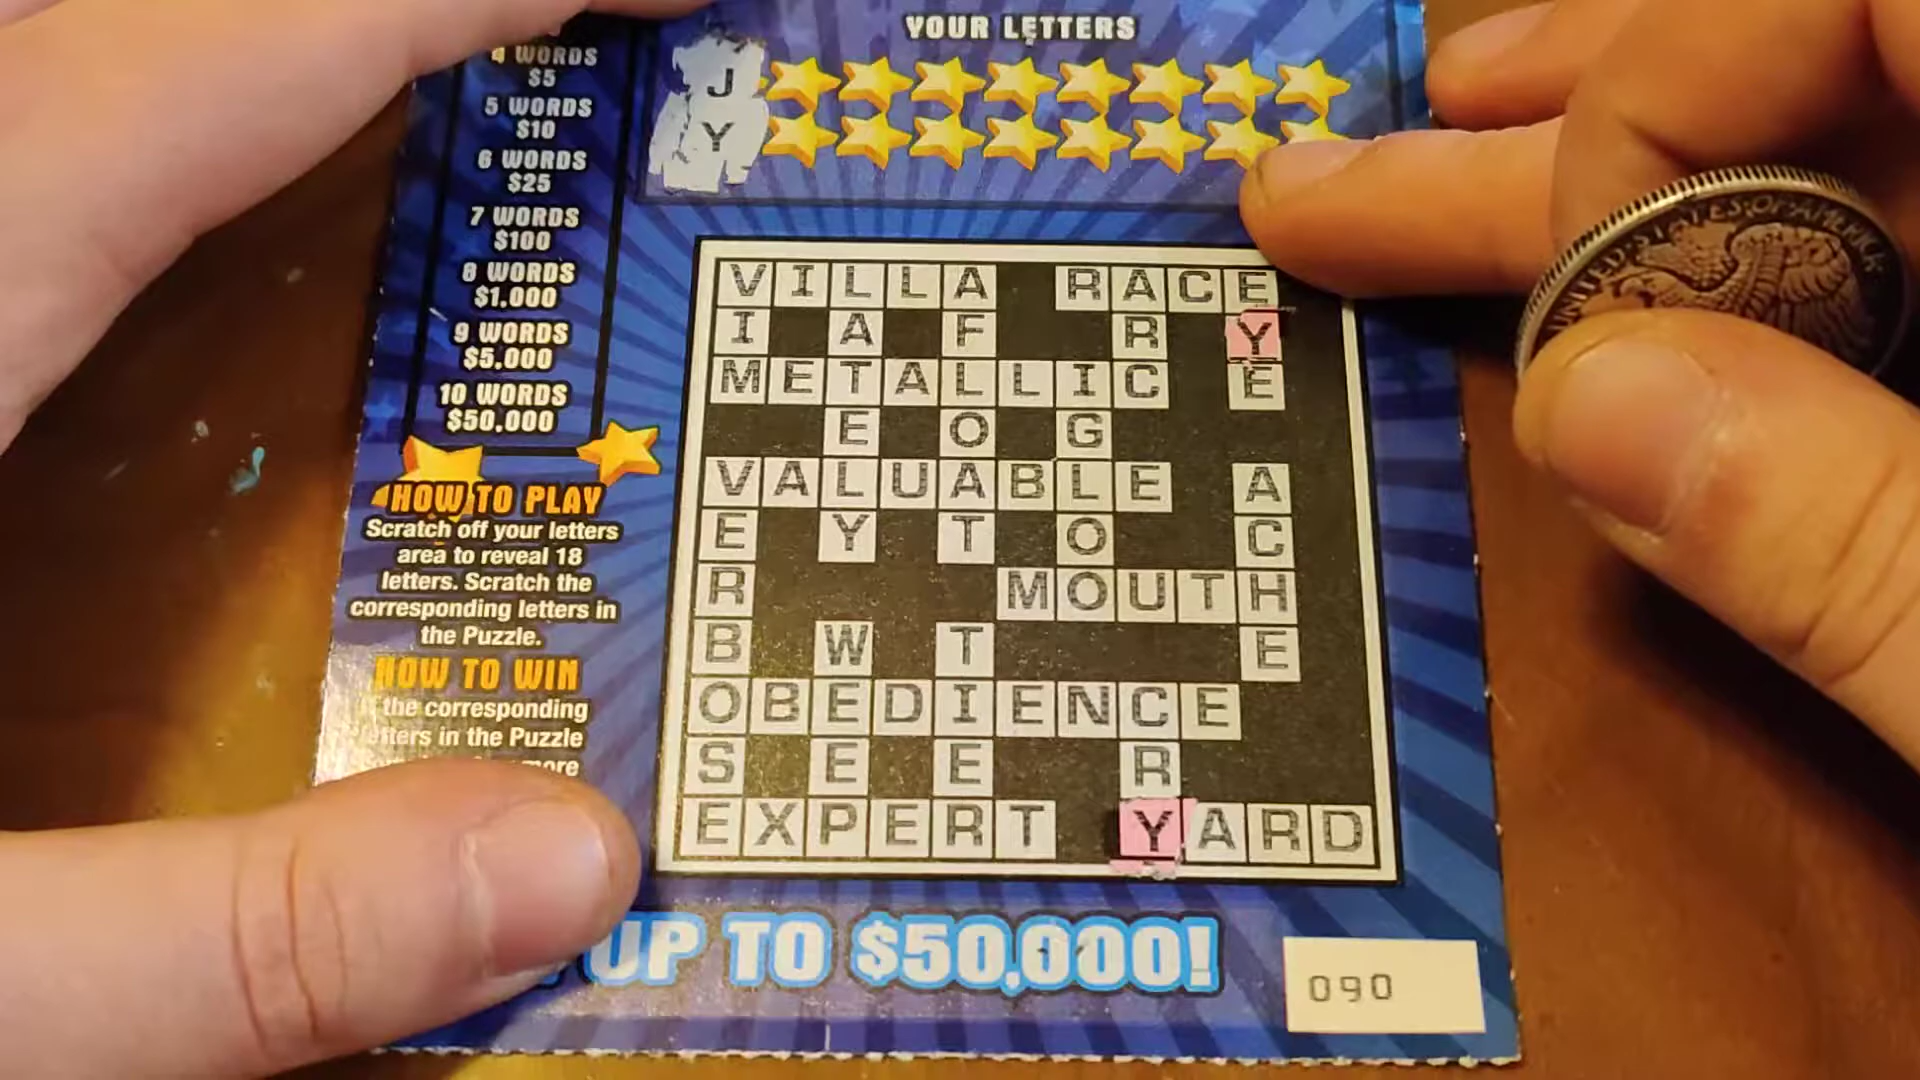 YOUR LETTERS
4 WORDS
$5
5 WORDS
$10
6 WORDS
$25
7 WORDS
$100
8 WORDS
$1,000
9 WORDS
$5,000
10 WORDS
$50,000
J
Y
HOW TO PLAY
Scratch off your letters
area to reveal 18
letters. Scratch the
corresponding letters in
the Puzzle.
HOW TO WIN
the corresponding
letters in the Puzzle
VILLA RACE
I A F R Y
METALLIC E
E O G
VALUABLE A
E Y T O C
R MOUTH
B W T E
OBEDIENCE
S E E R
EXPERT YARD
UP TO $50,000!
090
UNITED STATES OF AMERICA